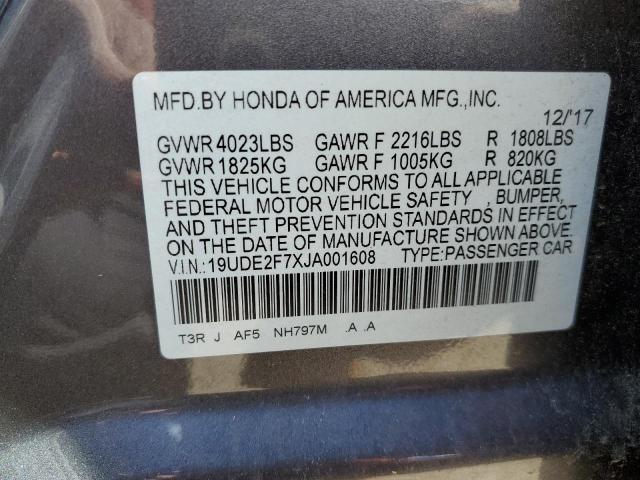 MFD.BY HONDA OF AMERICA MFG.,INC.
12/'17
GVWR 4023LBS GAWR F 2216LBS R 1808LBS
GVWR 1825KG GAWR F 1005KG R 820KG
THIS VEHICLE CONFORMS TO ALL APPLICABLE
FEDERAL MOTOR VEHICLE SAFETY , BUMPER,
AND THEFT PREVENTION STANDARDS IN EFFECT
ON THE DATE OF MANUFACTURE SHOWN ABOVE.
V.I.N.: 19UDE2F7XJA001608 TYPE:PASSENGER CAR
T3R J AF5 NH797M .A .A